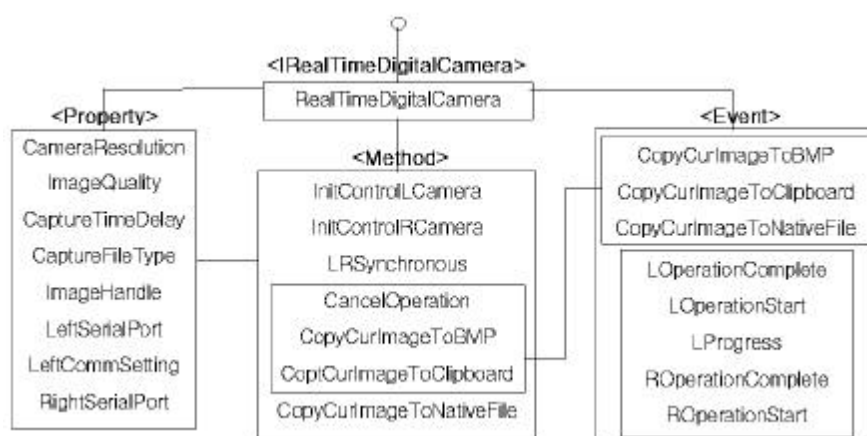 <IRealTimeDigitalCamera>
RealTimeDigitalCamera
<Property>
CameraResolution
ImageQuality
CaptureTimeDelay
CaptureFileType
ImageHandle
LeftSerialPort
LeftCommSetting
RiightSerialPort
<Method>
InitControlLCamera
InitControlRCamera
LRSynchronous
CancelOperation
CopyCurImageToBMP
CoptCurImageToClipboard
CopyCurImageToNativeFile
<Event>
CopyCurImageToBMP
CopyCurImageToClipboard
CopyCurImageToNativeFile
LOperationComplete
LOperationStart
LProgress
ROperationComplete
ROperationStart